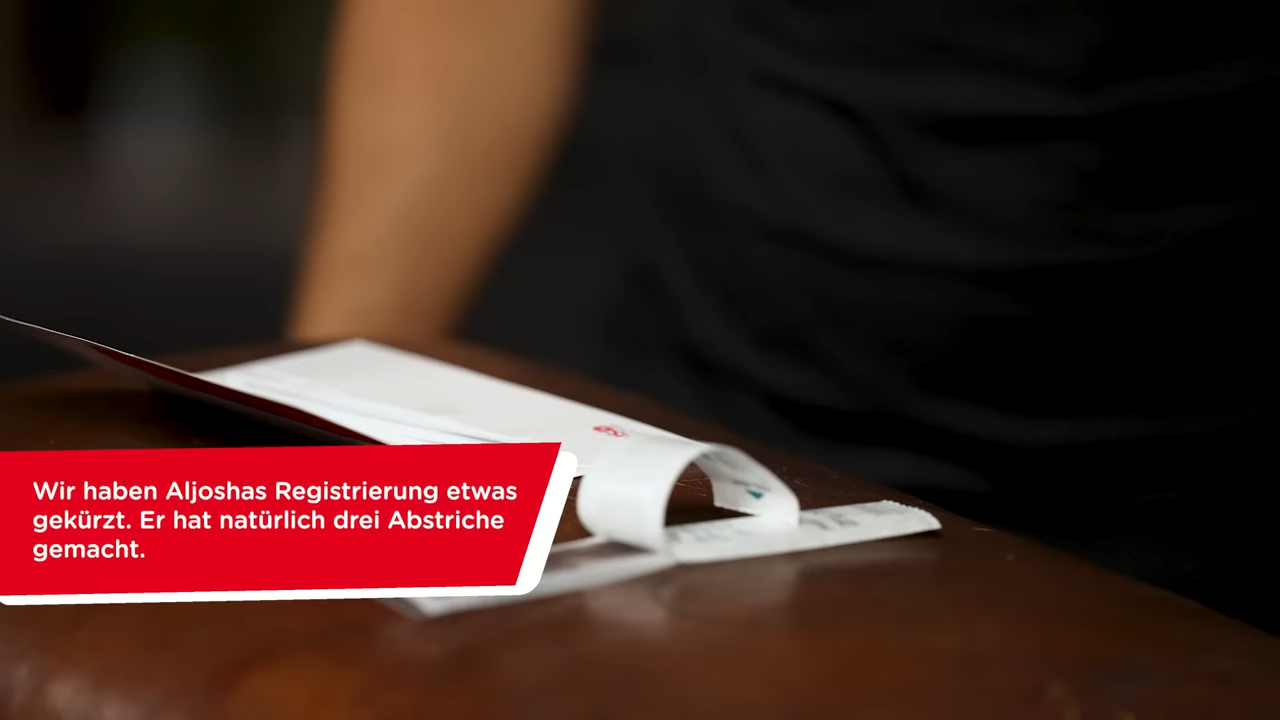 Wir haben Aljoshas Registrierung etwas
gekürzt. Er hat natürlich drei Abstriche
gemacht.